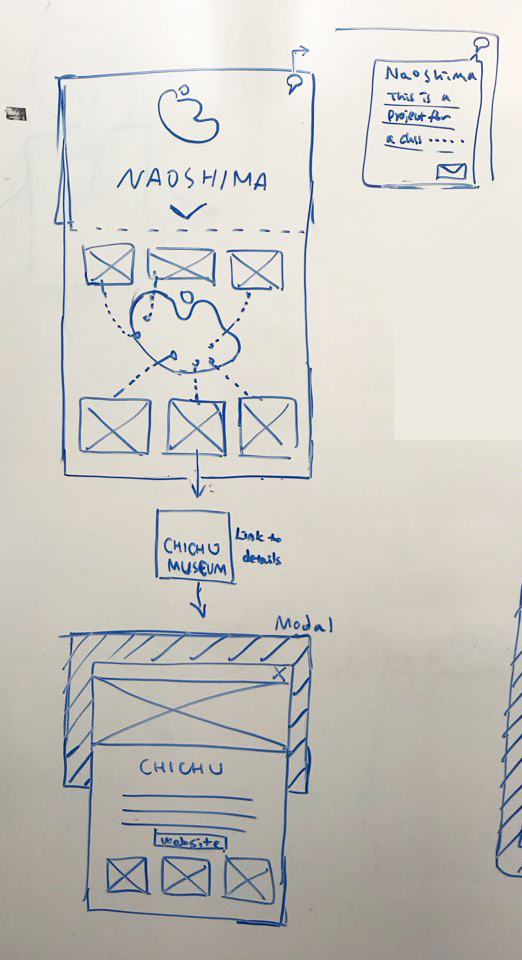 NAOSHIMA
Naoshima
This is a
project for
a class .....
CHICHU
MUSEUM
Link to
details
Modal
X
CHICHU
website